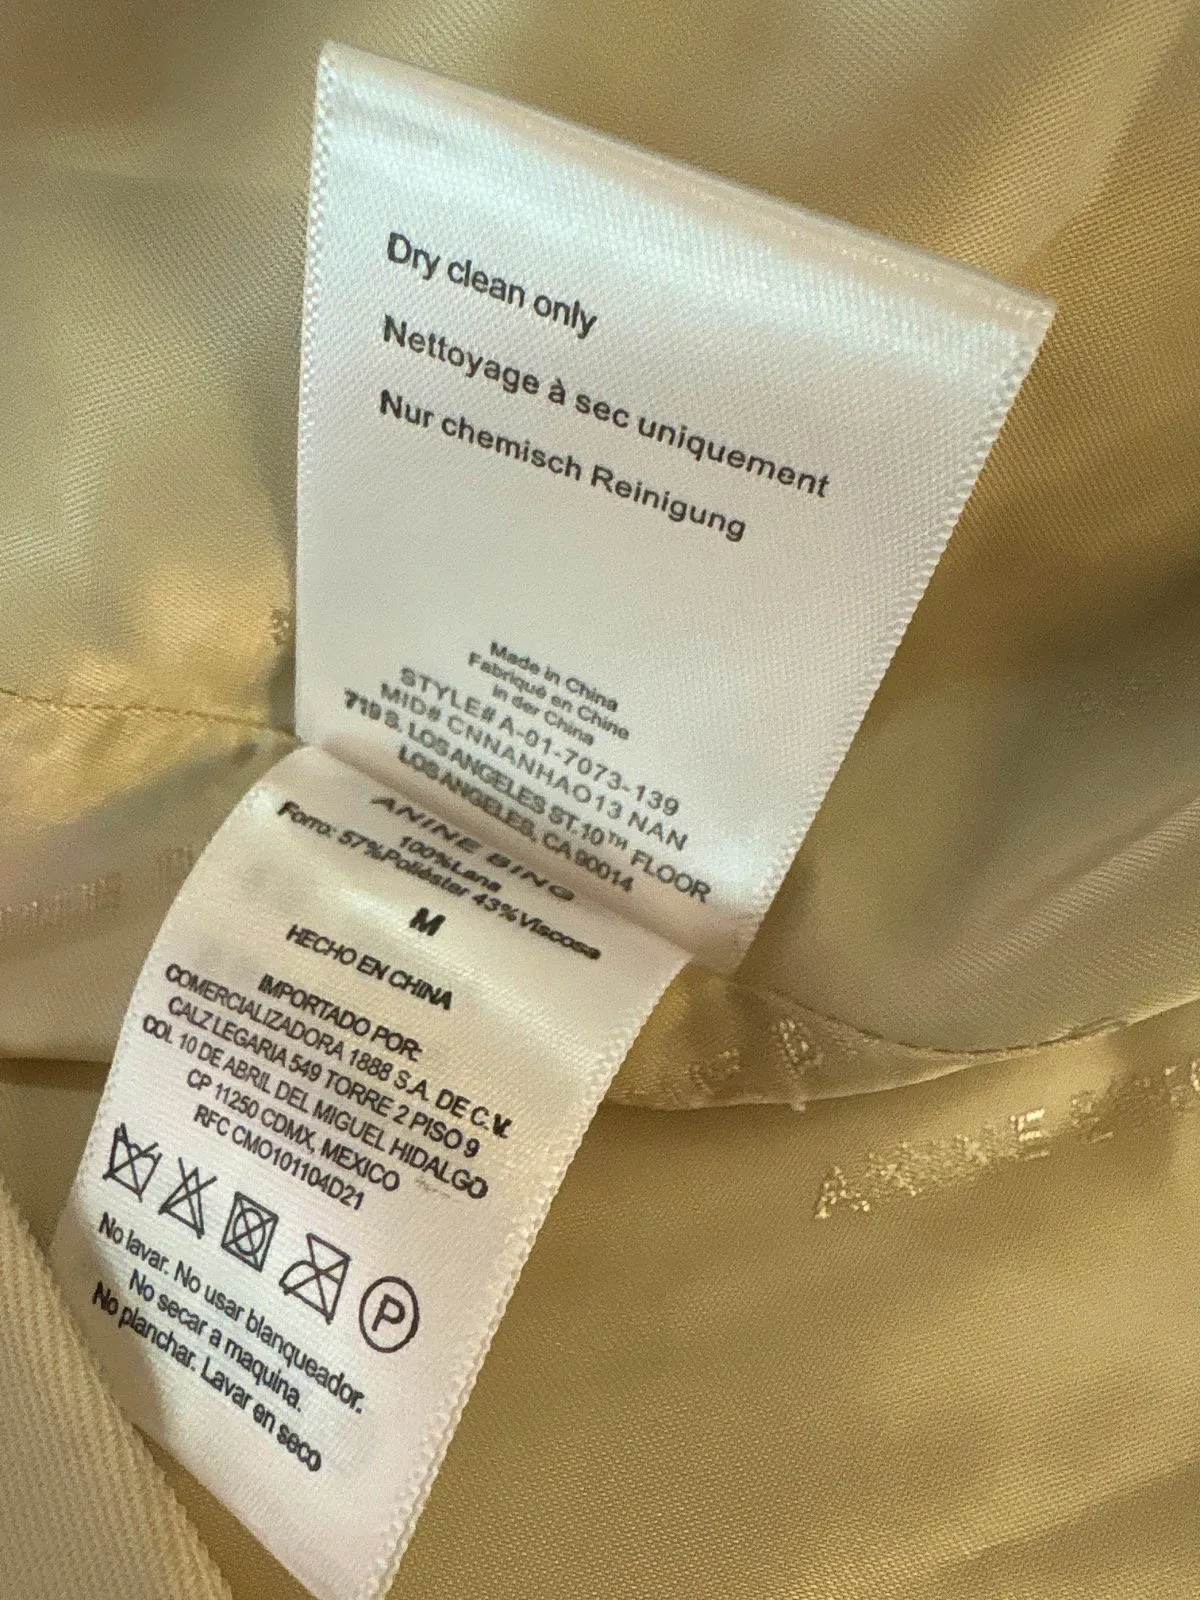 Dry clean only
Nettoyage à sec uniquement
Nur chemisch Reinigung
Made in China
Fabriqué en Chine
in der China
STYLE# A-01-7073-139
MID# CNNANHAO13 NAN
719 S. LOS ANGELES ST.10TH FLOOR
LOS ANGELES, CA 90014
ANINE BING
100%Lana
Forro: 57%Poliéster 43%Viscosa
M
HECHO EN CHINA
IMPORTADO POR:
COMERCIALIZADORA 1888 S.A. DE C.V.
CALZ LEGARIA 549 TORRE 2 PISO 9
COL 10 DE ABRIL DEL MIGUEL HIDALGO
CP 11250 CDMX, MEXICO
RFC CMO101104D21
P
No lavar. No usar blanqueador.
No secar a maquina.
No planchar. Lavar en seco